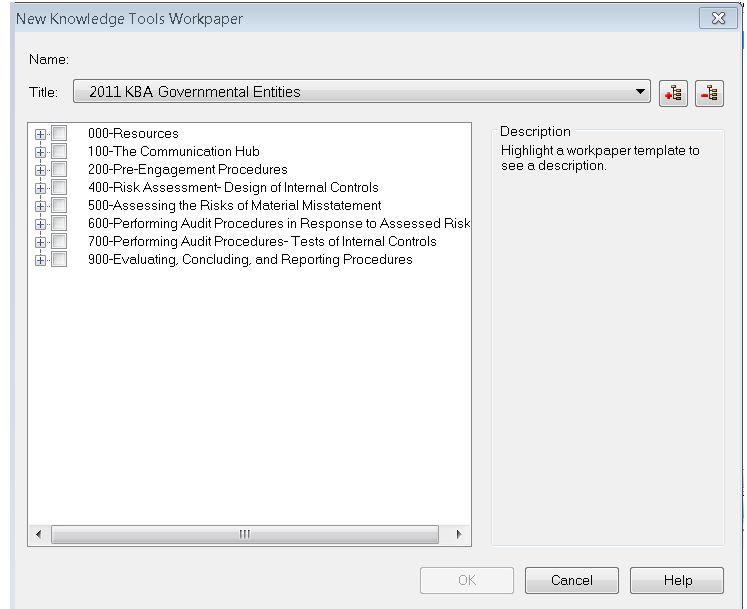 New Knowledge Tools Workpaper
Name:
Title:
2011 KBA Governmental Entities
000-Resources
100-The Communication Hub
200-Pre-Engagement Procedures
400-Risk Assessment- Design of Internal Controls
500-Assessing the Risks of Material Misstatement
600-Performing Audit Procedures in Response to Assessed Risk
700-Performing Audit Procedures- Tests of Internal Controls
900-Evaluating, Concluding, and Reporting Procedures
Description
Highlight a workpaper template to
see a description.
OK
Cancel
Help